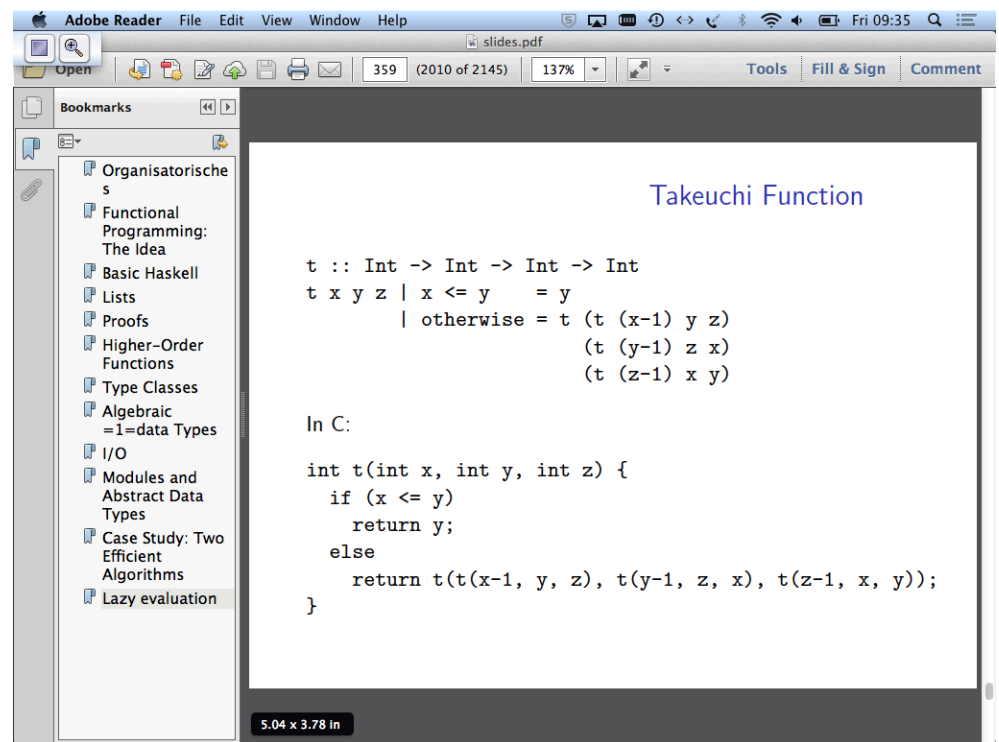 Adobe Reader File Edit View Window Help Fri 09:35
slides.pdf
Open 359 (2010 of 2145) 137% Tools Fill & Sign Comment
Bookmarks
Organisatorische
s
Functional
Programming:
The Idea
Basic Haskell
Lists
Proofs
Higher-Order
Functions
Type Classes
Algebraic
=1=data Types
I/O
Modules and
Abstract Data
Types
Case Study: Two
Efficient
Algorithms
Lazy evaluation
Takeuchi Function
t :: Int -> Int -> Int -> Int
t x y z | x <= y    = y
        | otherwise = t (t (x-1) y z)
                        (t (y-1) z x)
                        (t (z-1) x y)
In C:
int t(int x, int y, int z) {
  if (x <= y)
    return y;
  else
    return t(t(x-1, y, z), t(y-1, z, x), t(z-1, x, y));
}
5.04 x 3.78 in